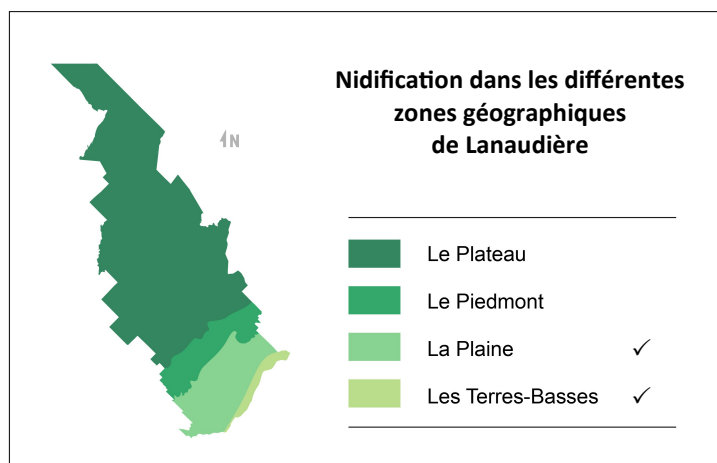 Nidification dans les différentes
zones géographiques
de Lanaudière
N
Le Plateau
Le Piedmont
La Plaine ✓
Les Terres-Basses ✓